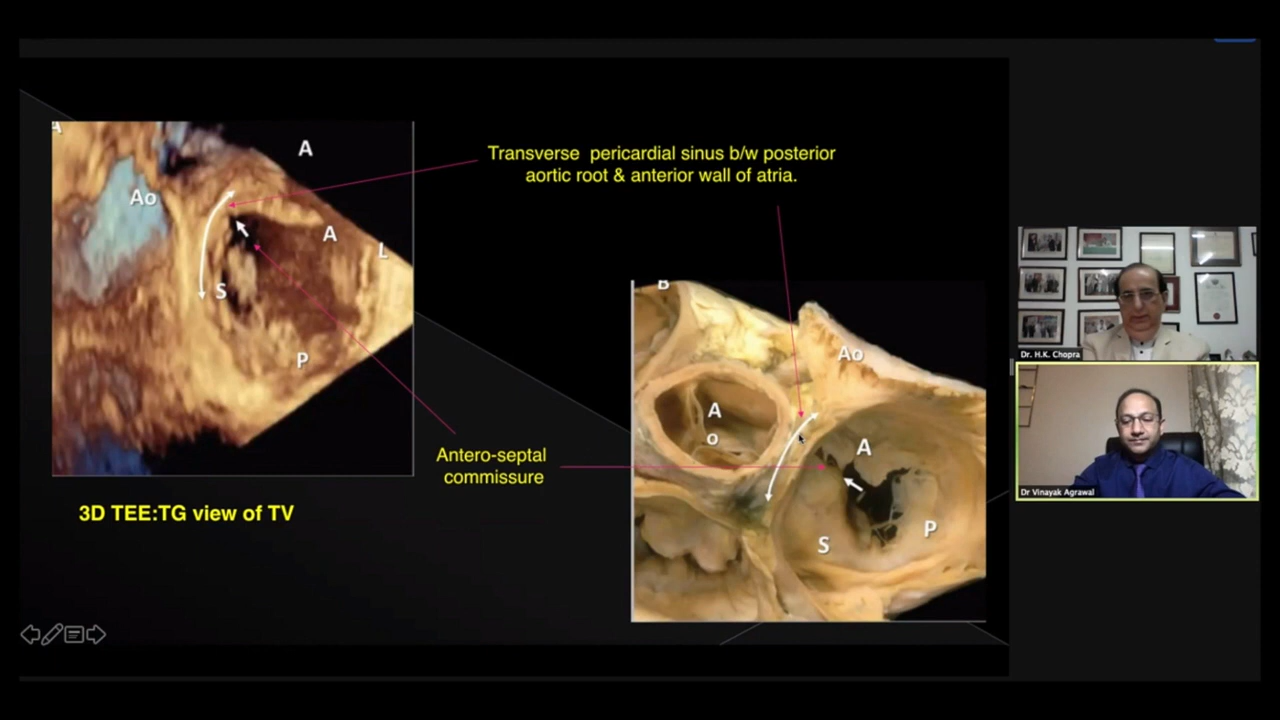 A
A
Ao
A
L
S
P
Transverse pericardial sinus b/w posterior
aortic root & anterior wall of atria.
Antero-septal
commissure
3D TEE:TG view of TV
B
Ao
A
o
A
S
P
Dr. H.K. Chopra
Dr Vinayak Agrawal